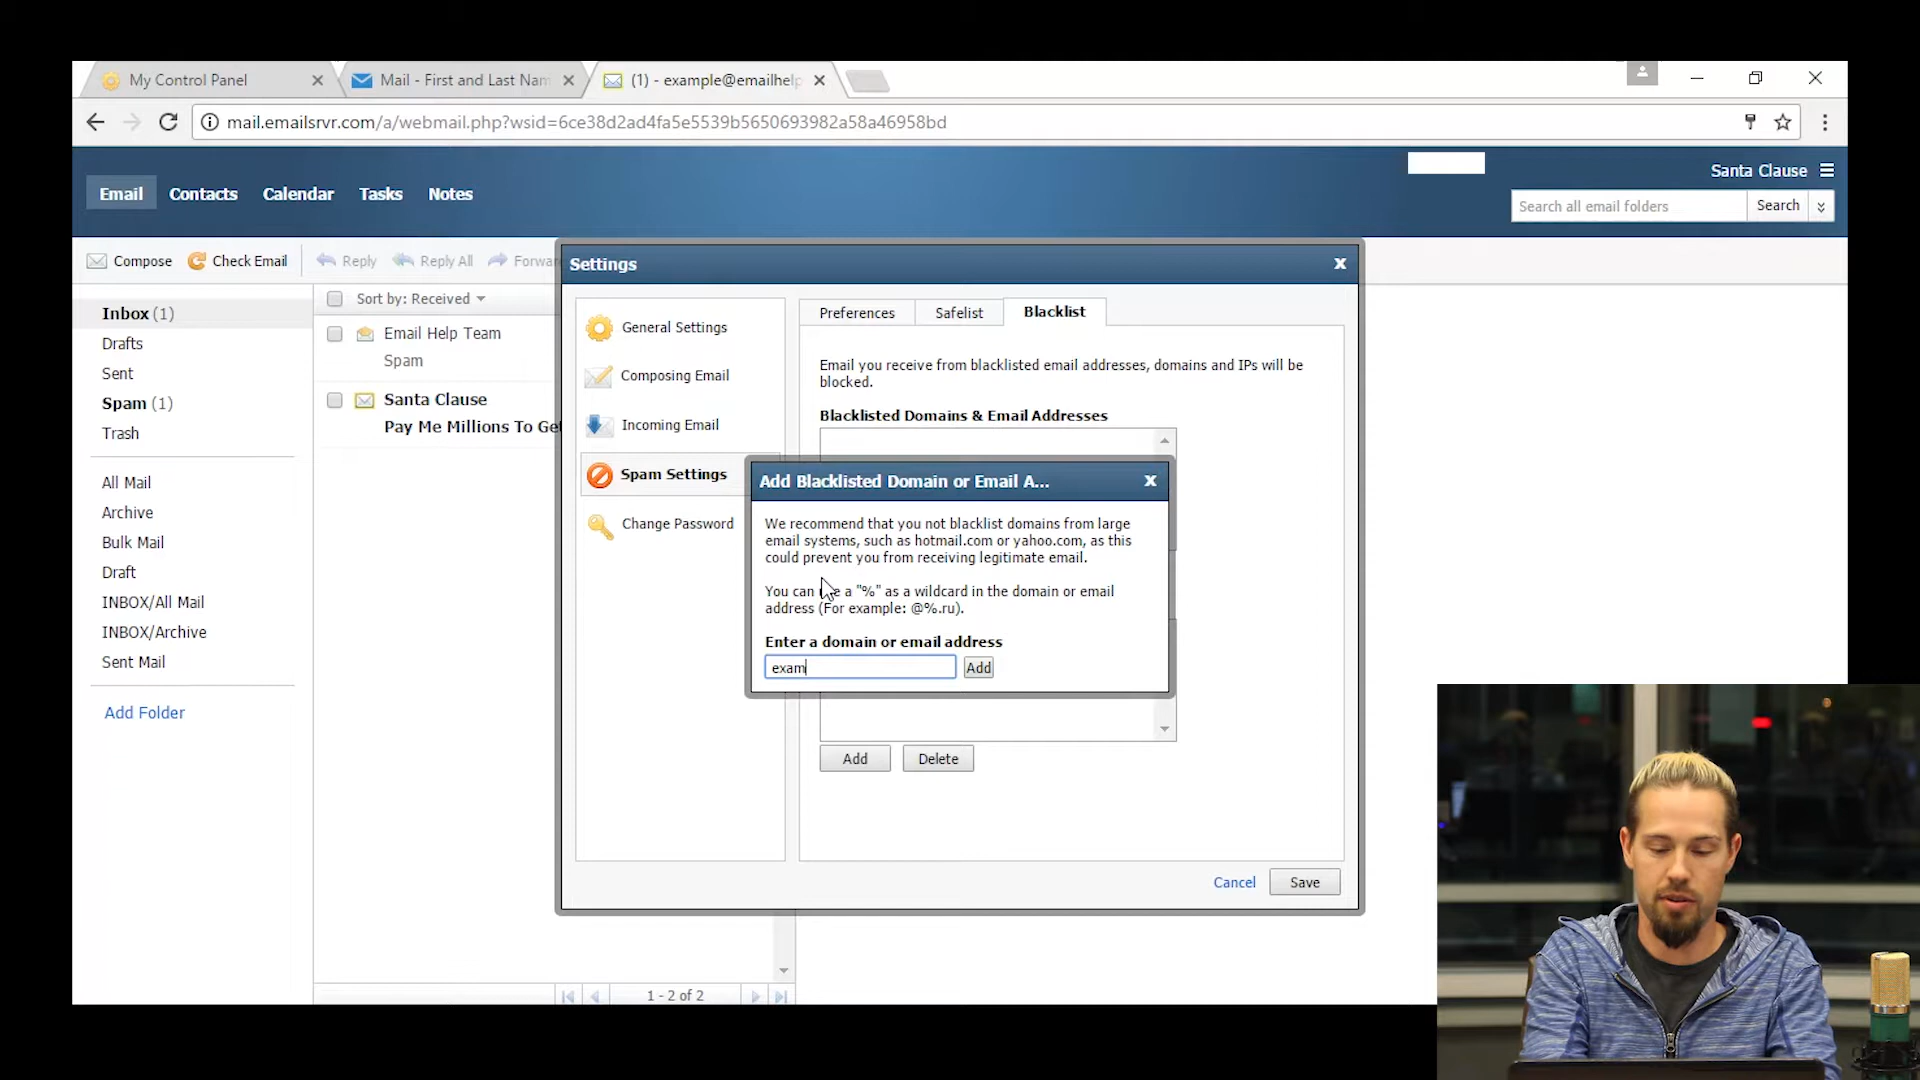 My Control Panel
Mail - First and Last Nam
(1) - example@emailhelp
mail.emailsrvr.com/a/webmail.php?wsid=6ce38d2ad4fa5e5539b5650693982a58a46958bd
Santa Clause
Email Contacts Calendar Tasks Notes
Search all email folders Search
Compose Check Email Reply Reply All Forwar
Inbox (1)
Drafts
Sent
Spam (1)
Trash
All Mail
Archive
Bulk Mail
Draft
INBOX/All Mail
INBOX/Archive
Sent Mail
Add Folder
Sort by: Received
Email Help Team
Spam
Santa Clause
Pay Me Millions To Ge
1 - 2 of 2
Settings x
General Settings
Composing Email
Incoming Email
Spam Settings
Change Password
Preferences Safelist Blacklist
Email you receive from blacklisted email addresses, domains and IPs will be
blocked.
Blacklisted Domains & Email Addresses
Add Blacklisted Domain or Email A... x
We recommend that you not blacklist domains from large
email systems, such as hotmail.com or yahoo.com, as this
could prevent you from receiving legitimate email.
You can a "%" as a wildcard in the domain or email
address (For example: @%.ru).
Enter a domain or email address
exam Add
Add Delete
Cancel Save